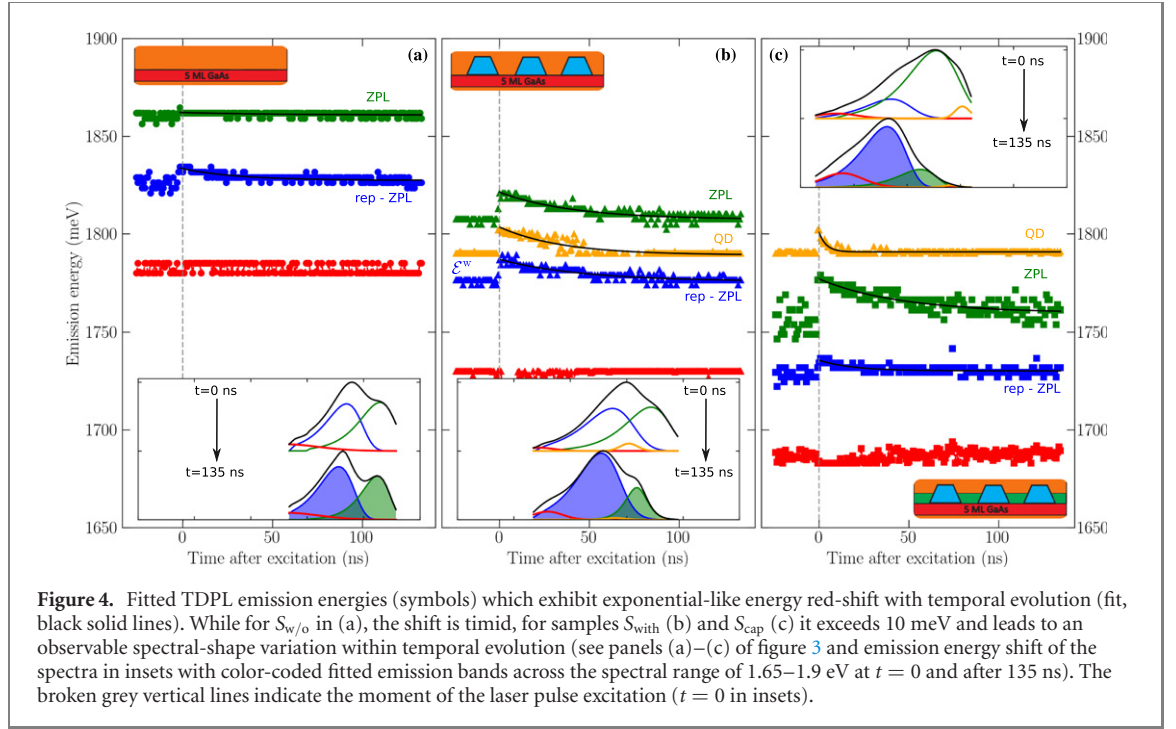 1900
1850
1800
1750
1700
1650
Emission energy (meV)
(a)
5 ML GaAs
ZPL
rep - ZPL
t=0 ns
t=135 ns
0
50
100
Time after excitation (ns)
(b)
5 ML GaAs
ZPL
QD
ℰʷ
rep - ZPL
t=0 ns
t=135 ns
0
50
100
Time after excitation (ns)
(c)
t=0 ns
t=135 ns
QD
ZPL
rep - ZPL
5 ML GaAs
0
50
100
Time after excitation (ns)
1900
1850
1800
1750
1700
1650
Figure 4. Fitted TDPL emission energies (symbols) which exhibit exponential-like energy red-shift with temporal evolution (fit,
black solid lines). While for S_w/o in (a), the shift is timid, for samples S_with (b) and S_cap (c) it exceeds 10 meV and leads to an
observable spectral-shape variation within temporal evolution (see panels (a)–(c) of figure 3 and emission energy shift of the
spectra in insets with color-coded fitted emission bands across the spectral range of 1.65–1.9 eV at t = 0 and after 135 ns). The
broken grey vertical lines indicate the moment of the laser pulse excitation (t = 0 in insets).